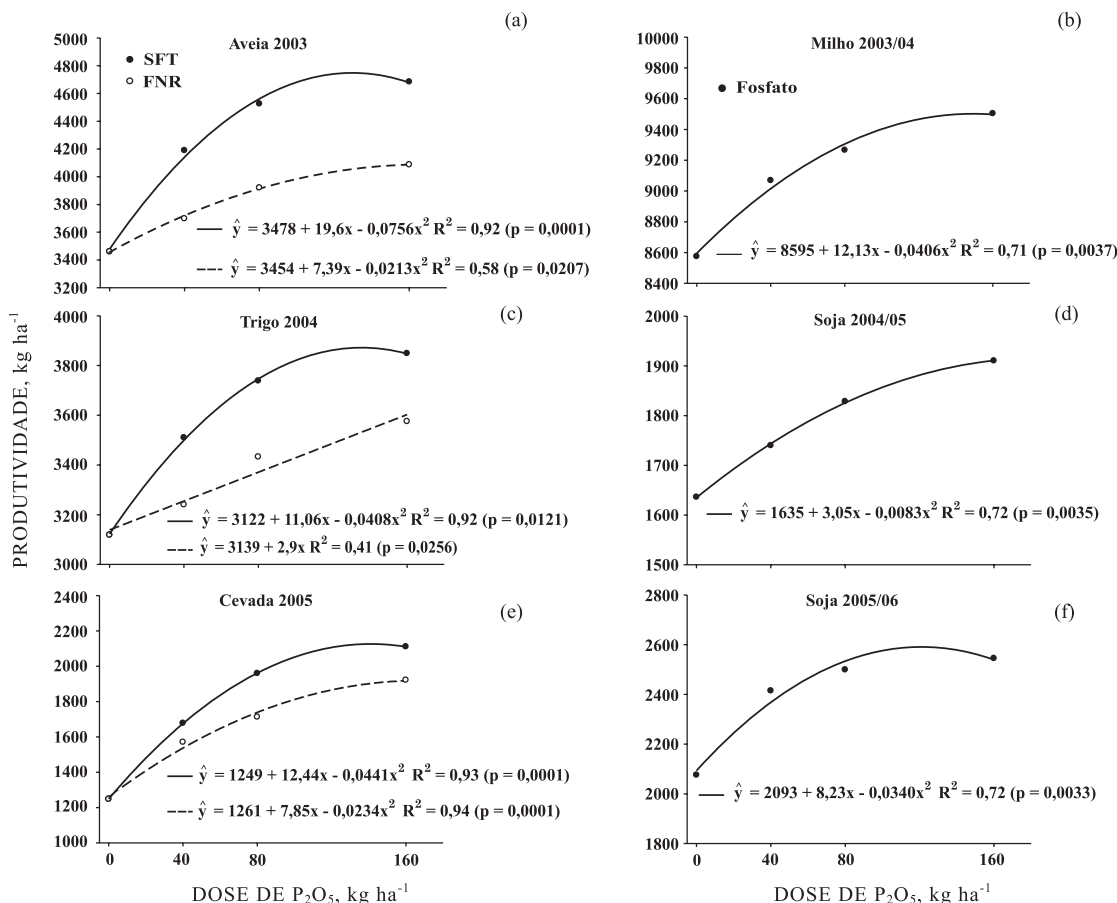 (a)
Aveia 2003
SFT
FNR
5000
4800
4600
4400
4200
4000
3800
3600
3400
3200
ŷ = 3478 + 19,6x - 0,0756x² R² = 0,92 (p = 0,0001)
ŷ = 3454 + 7,39x - 0,0213x² R² = 0,58 (p = 0,0207)
(b)
Milho 2003/04
Fosfato
10000
9800
9600
9400
9200
9000
8800
8600
8400
ŷ = 8595 + 12,13x - 0,0406x² R² = 0,71 (p = 0,0037)
PRODUTIVIDADE, kg ha⁻¹
(c)
Trigo 2004
4000
3800
3600
3400
3200
3000
ŷ = 3122 + 11,06x - 0,0408x² R² = 0,92 (p = 0,0121)
ŷ = 3139 + 2,9x R² = 0,41 (p = 0,0256)
(d)
Soja 2004/05
2000
1900
1800
1700
1600
1500
ŷ = 1635 + 3,05x - 0,0083x² R² = 0,72 (p = 0,0035)
(e)
Cevada 2005
2400
2200
2000
1800
1600
1400
1200
1000
ŷ = 1249 + 12,44x - 0,0441x² R² = 0,93 (p = 0,0001)
ŷ = 1261 + 7,85x - 0,0234x² R² = 0,94 (p = 0,0001)
0 40 80 160
DOSE DE P₂O₅, kg ha⁻¹
(f)
Soja 2005/06
2800
2600
2400
2200
2000
1800
ŷ = 2093 + 8,23x - 0,0340x² R² = 0,72 (p = 0,0033)
0 40 80 160
DOSE DE P₂O₅, kg ha⁻¹